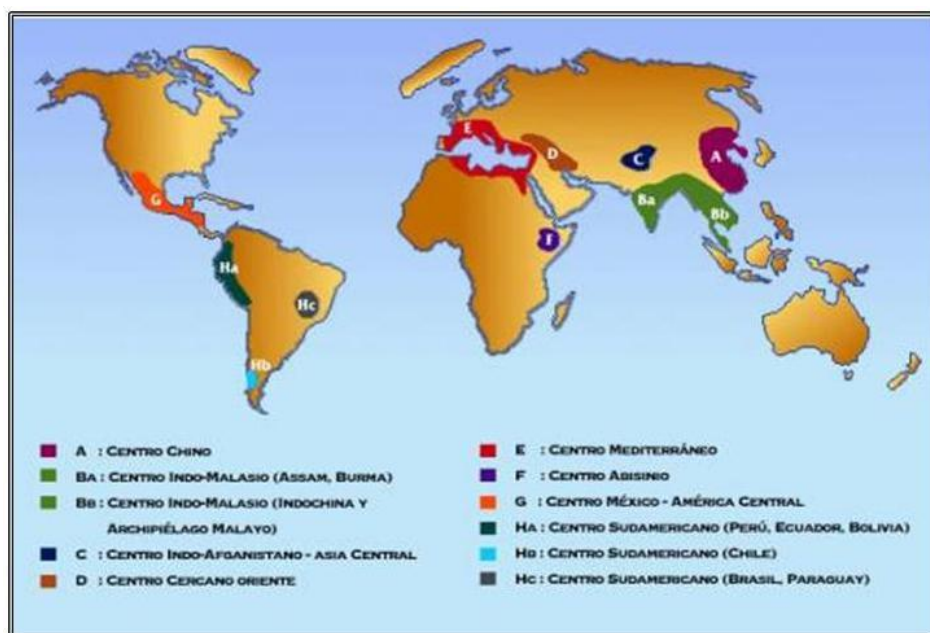 E
D
C
A
G
Ba
Bb
F
Ha
Hc
Hb
A : CENTRO CHINO
BA : CENTRO INDO-MALASIO (ASSAM, BURMA)
BB : CENTRO INDO-MALASIO (INDOCHINA Y
ARCHIPIÉLAGO MALAYO)
C : CENTRO INDO-AFGANISTANO - ASIA CENTRAL
D : CENTRO CERCANO ORIENTE
E : CENTRO MEDITERRÁNEO
F : CENTRO ABISINIO
G : CENTRO MÉXICO - AMÉRICA CENTRAL
HA : CENTRO SUDAMERICANO (PERÚ, ECUADOR, BOLIVIA)
HB : CENTRO SUDAMERICANO (CHILE)
HC : CENTRO SUDAMERICANO (BRASIL, PARAGUAY)